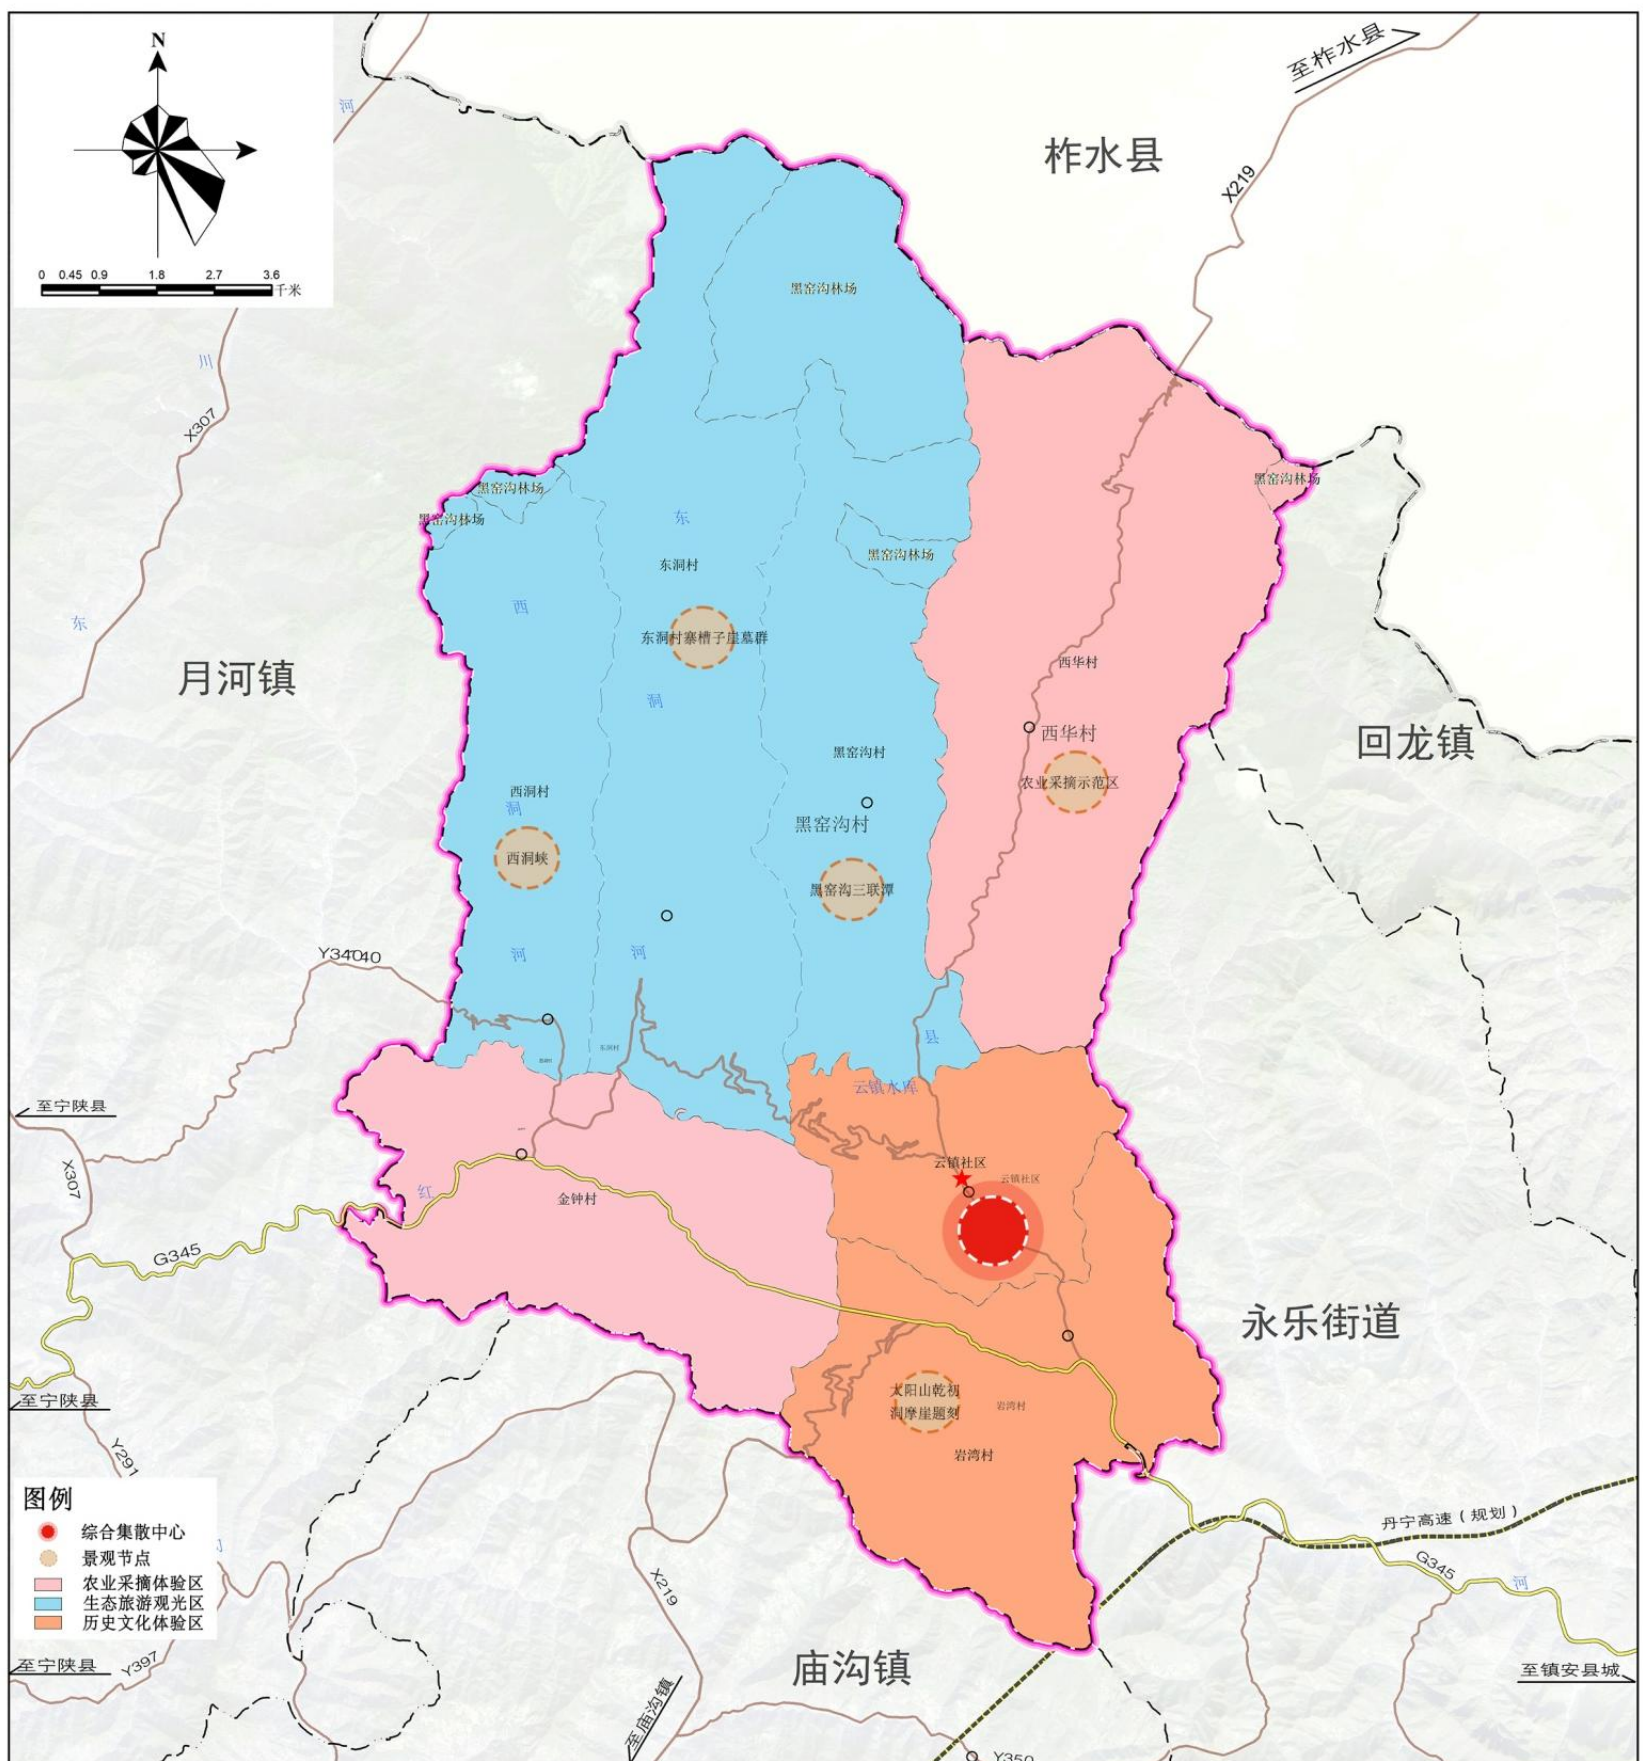 N
0 0.45 0.9 1.8 2.7 3.6
千米
至柞水县
柞水县
X219
河
川
X307
东
月河镇
黑窑沟林场
黑窑沟林场
黑窑沟林场
黑窑沟林场
黑窑沟林场
东
东洞村
西
东洞村寨槽子崖墓群
洞
西华村
西华村
农业采摘示范区
回龙镇
黑窑沟村
黑窑沟村
黑窑沟三联潭
西洞村
洞
西洞峡
河
河
Y34040
东洞村
县
云镇水库
至宁陕县
X307
云镇社区
云镇社区
红
金钟村
G345
永乐街道
至宁陕县
太阳山乾初
洞摩崖题刻
岩湾村
岩湾村
Y291
图例
综合集散中心
景观节点
农业采摘体验区
生态旅游观光区
历史文化体验区
丹宁高速（规划）
G345
河
X219
至宁陕县
Y397
庙沟镇
至庙沟镇
至镇安县城
Y350